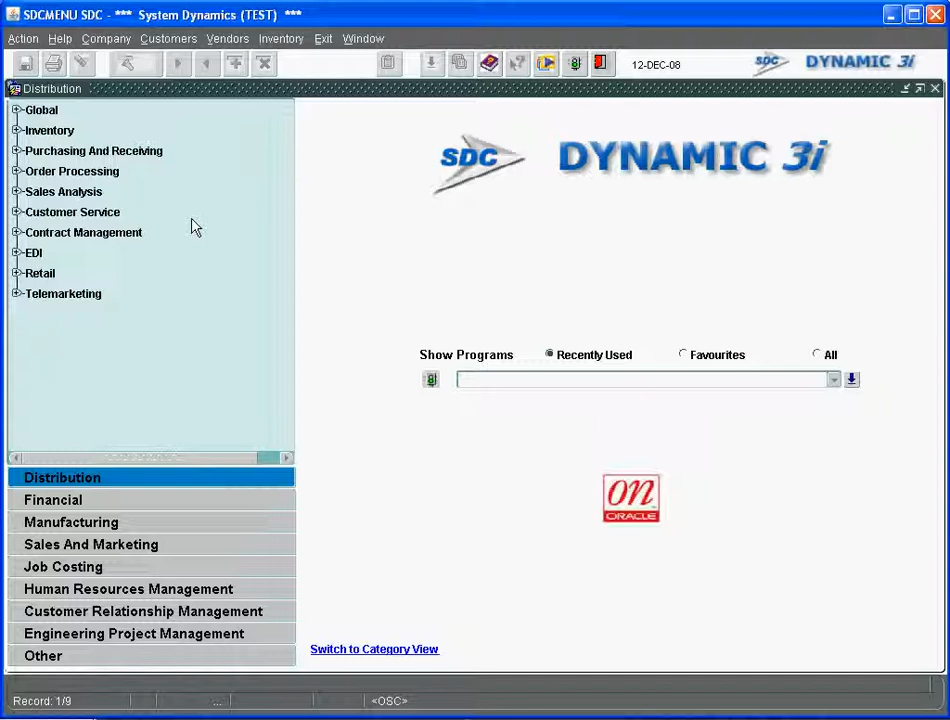 SDCMENU SDC - *** System Dynamics (TEST) ***
Action Help Company Customers Vendors Inventory Exit Window
12-DEC-08 SDC DYNAMIC 3i
Distribution
Global
Inventory
Purchasing And Receiving
Order Processing
Sales Analysis
Customer Service
Contract Management
EDI
Retail
Telemarketing
SDC DYNAMIC 3i
Show Programs Recently Used Favourites All
on
ORACLE
Distribution
Financial
Manufacturing
Sales And Marketing
Job Costing
Human Resources Management
Customer Relationship Management
Engineering Project Management
Other
Switch to Category View
Record: 1/9 ... <OSC>